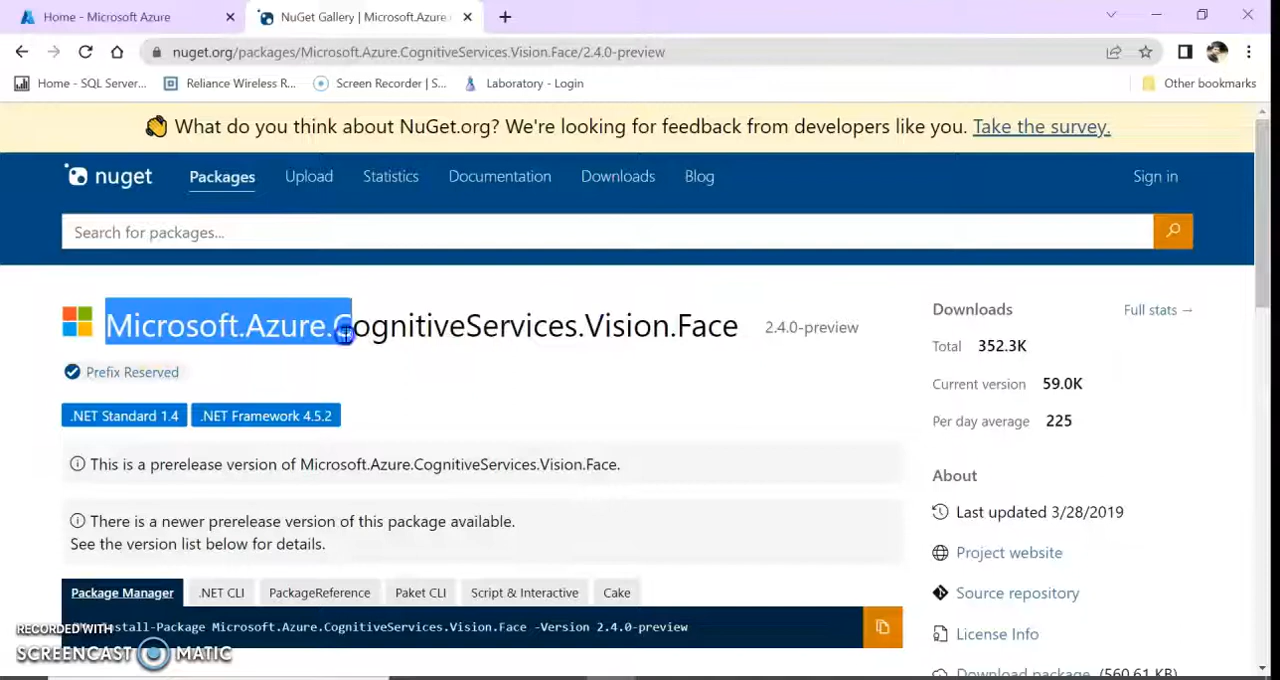 Home - Microsoft Azure
NuGet Gallery | Microsoft.Azure.
nuget.org/packages/Microsoft.Azure.CognitiveServices.Vision.Face/2.4.0-preview
Home - SQL Server...
Reliance Wireless R...
Screen Recorder | S...
Laboratory - Login
Other bookmarks
What do you think about NuGet.org? We're looking for feedback from developers like you. Take the survey.
nuget
Packages
Upload
Statistics
Documentation
Downloads
Blog
Sign in
Search for packages...
Microsoft.Azure.CognitiveServices.Vision.Face 2.4.0-preview
Prefix Reserved
.NET Standard 1.4
.NET Framework 4.5.2
This is a prerelease version of Microsoft.Azure.CognitiveServices.Vision.Face.
There is a newer prerelease version of this package available.
See the version list below for details.
Package Manager
.NET CLI
PackageReference
Paket CLI
Script & Interactive
Cake
Install-Package Microsoft.Azure.CognitiveServices.Vision.Face -Version 2.4.0-preview
Downloads
Full stats →
Total 352.3K
Current version 59.0K
Per day average 225
About
Last updated 3/28/2019
Project website
Source repository
License Info
Download package (560.61 KB)
RECORDED WITH
SCREENCAST MATIC